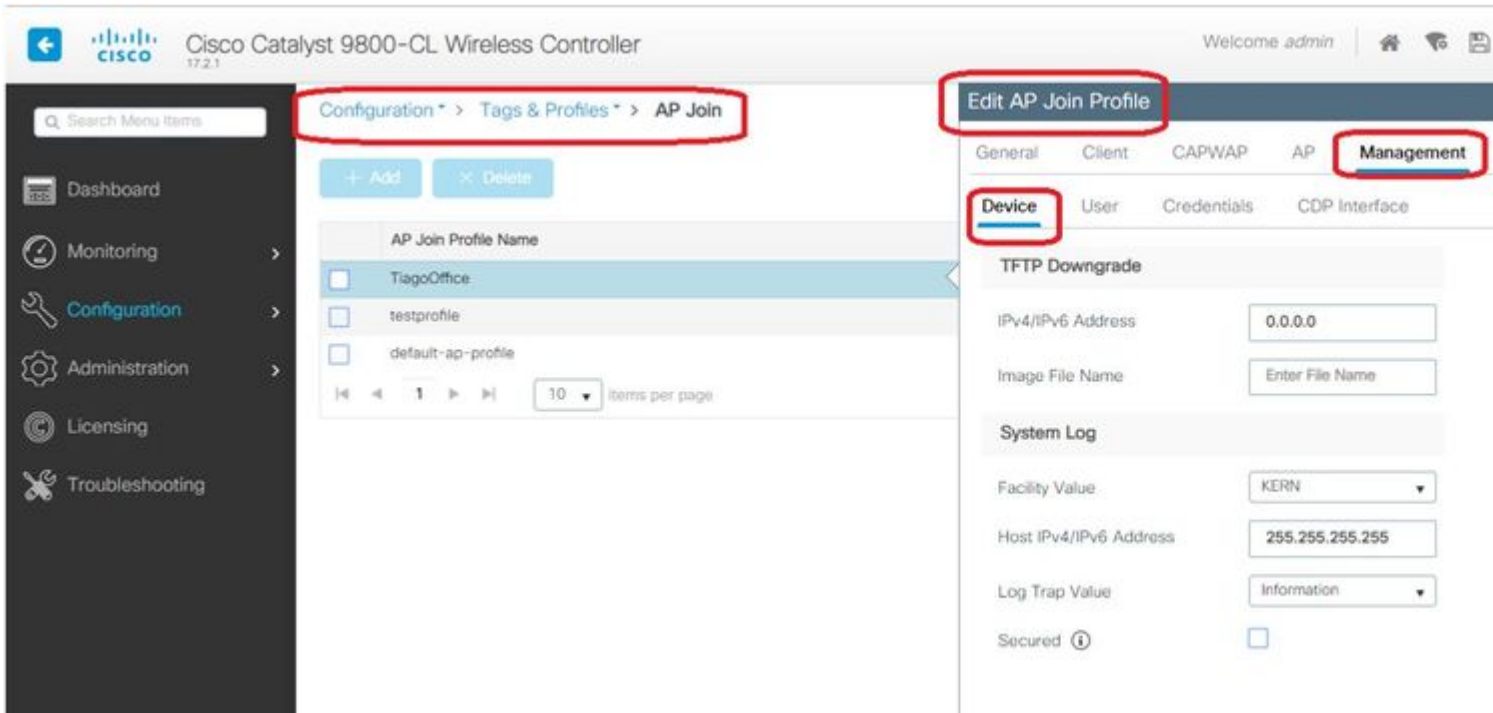 CISCO
Cisco Catalyst 9800-CL Wireless Controller
17.2.1
Welcome admin
Search Menu Items
Dashboard
Monitoring
Configuration
Administration
Licensing
Troubleshooting
Configuration > Tags & Profiles > AP Join
+ Add
× Delete
AP Join Profile Name
TiagoOffice
testprofile
default-ap-profile
1
10
items per page
Edit AP Join Profile
General Client CAPWAP AP Management
Device User Credentials CDP Interface
TFTP Downgrade
IPv4/IPv6 Address 0.0.0.0
Image File Name Enter File Name
System Log
Facility Value KERN
Host IPv4/IPv6 Address 255.255.255.255
Log Trap Value Information
Secured